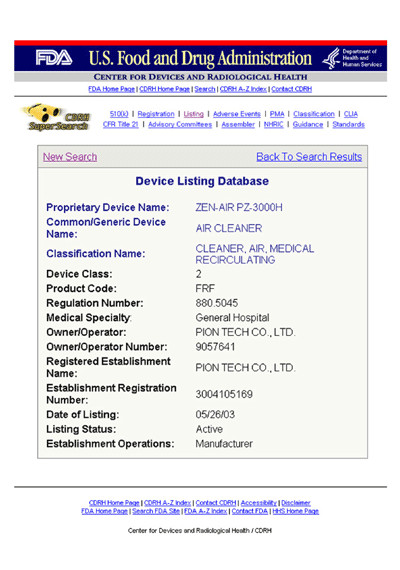 FDA U.S. Food and Drug Administration Department of Health and Human Services
CENTER FOR DEVICES AND RADIOLOGICAL HEALTH
FDA Home Page | CDRH Home Page | Search | CDRH A-Z Index | Contact CDRH
CDRH SuperSearch
510(k) | Registration | Listing | Adverse Events | PMA | Classification | CLIA
CFR Title 21 | Advisory Committees | Assembler | NHRIC | Guidance | Standards
New Search Back To Search Results
Device Listing Database
Proprietary Device Name: ZEN-AIR PZ-3000H
Common/Generic Device Name: AIR CLEANER
Classification Name: CLEANER, AIR, MEDICAL RECIRCULATING
Device Class: 2
Product Code: FRF
Regulation Number: 880.5045
Medical Specialty: General Hospital
Owner/Operator: PION TECH CO., LTD.
Owner/Operator Number: 9057641
Registered Establishment Name: PION TECH CO., LTD.
Establishment Registration Number: 3004105169
Date of Listing: 05/26/03
Listing Status: Active
Establishment Operations: Manufacturer
CDRH Home Page | CDRH A-Z Index | Contact CDRH | Accessibility | Disclaimer
FDA Home Page | Search FDA Site | FDA A-Z Index | Contact FDA | HHS Home Page
Center for Devices and Radiological Health / CDRH